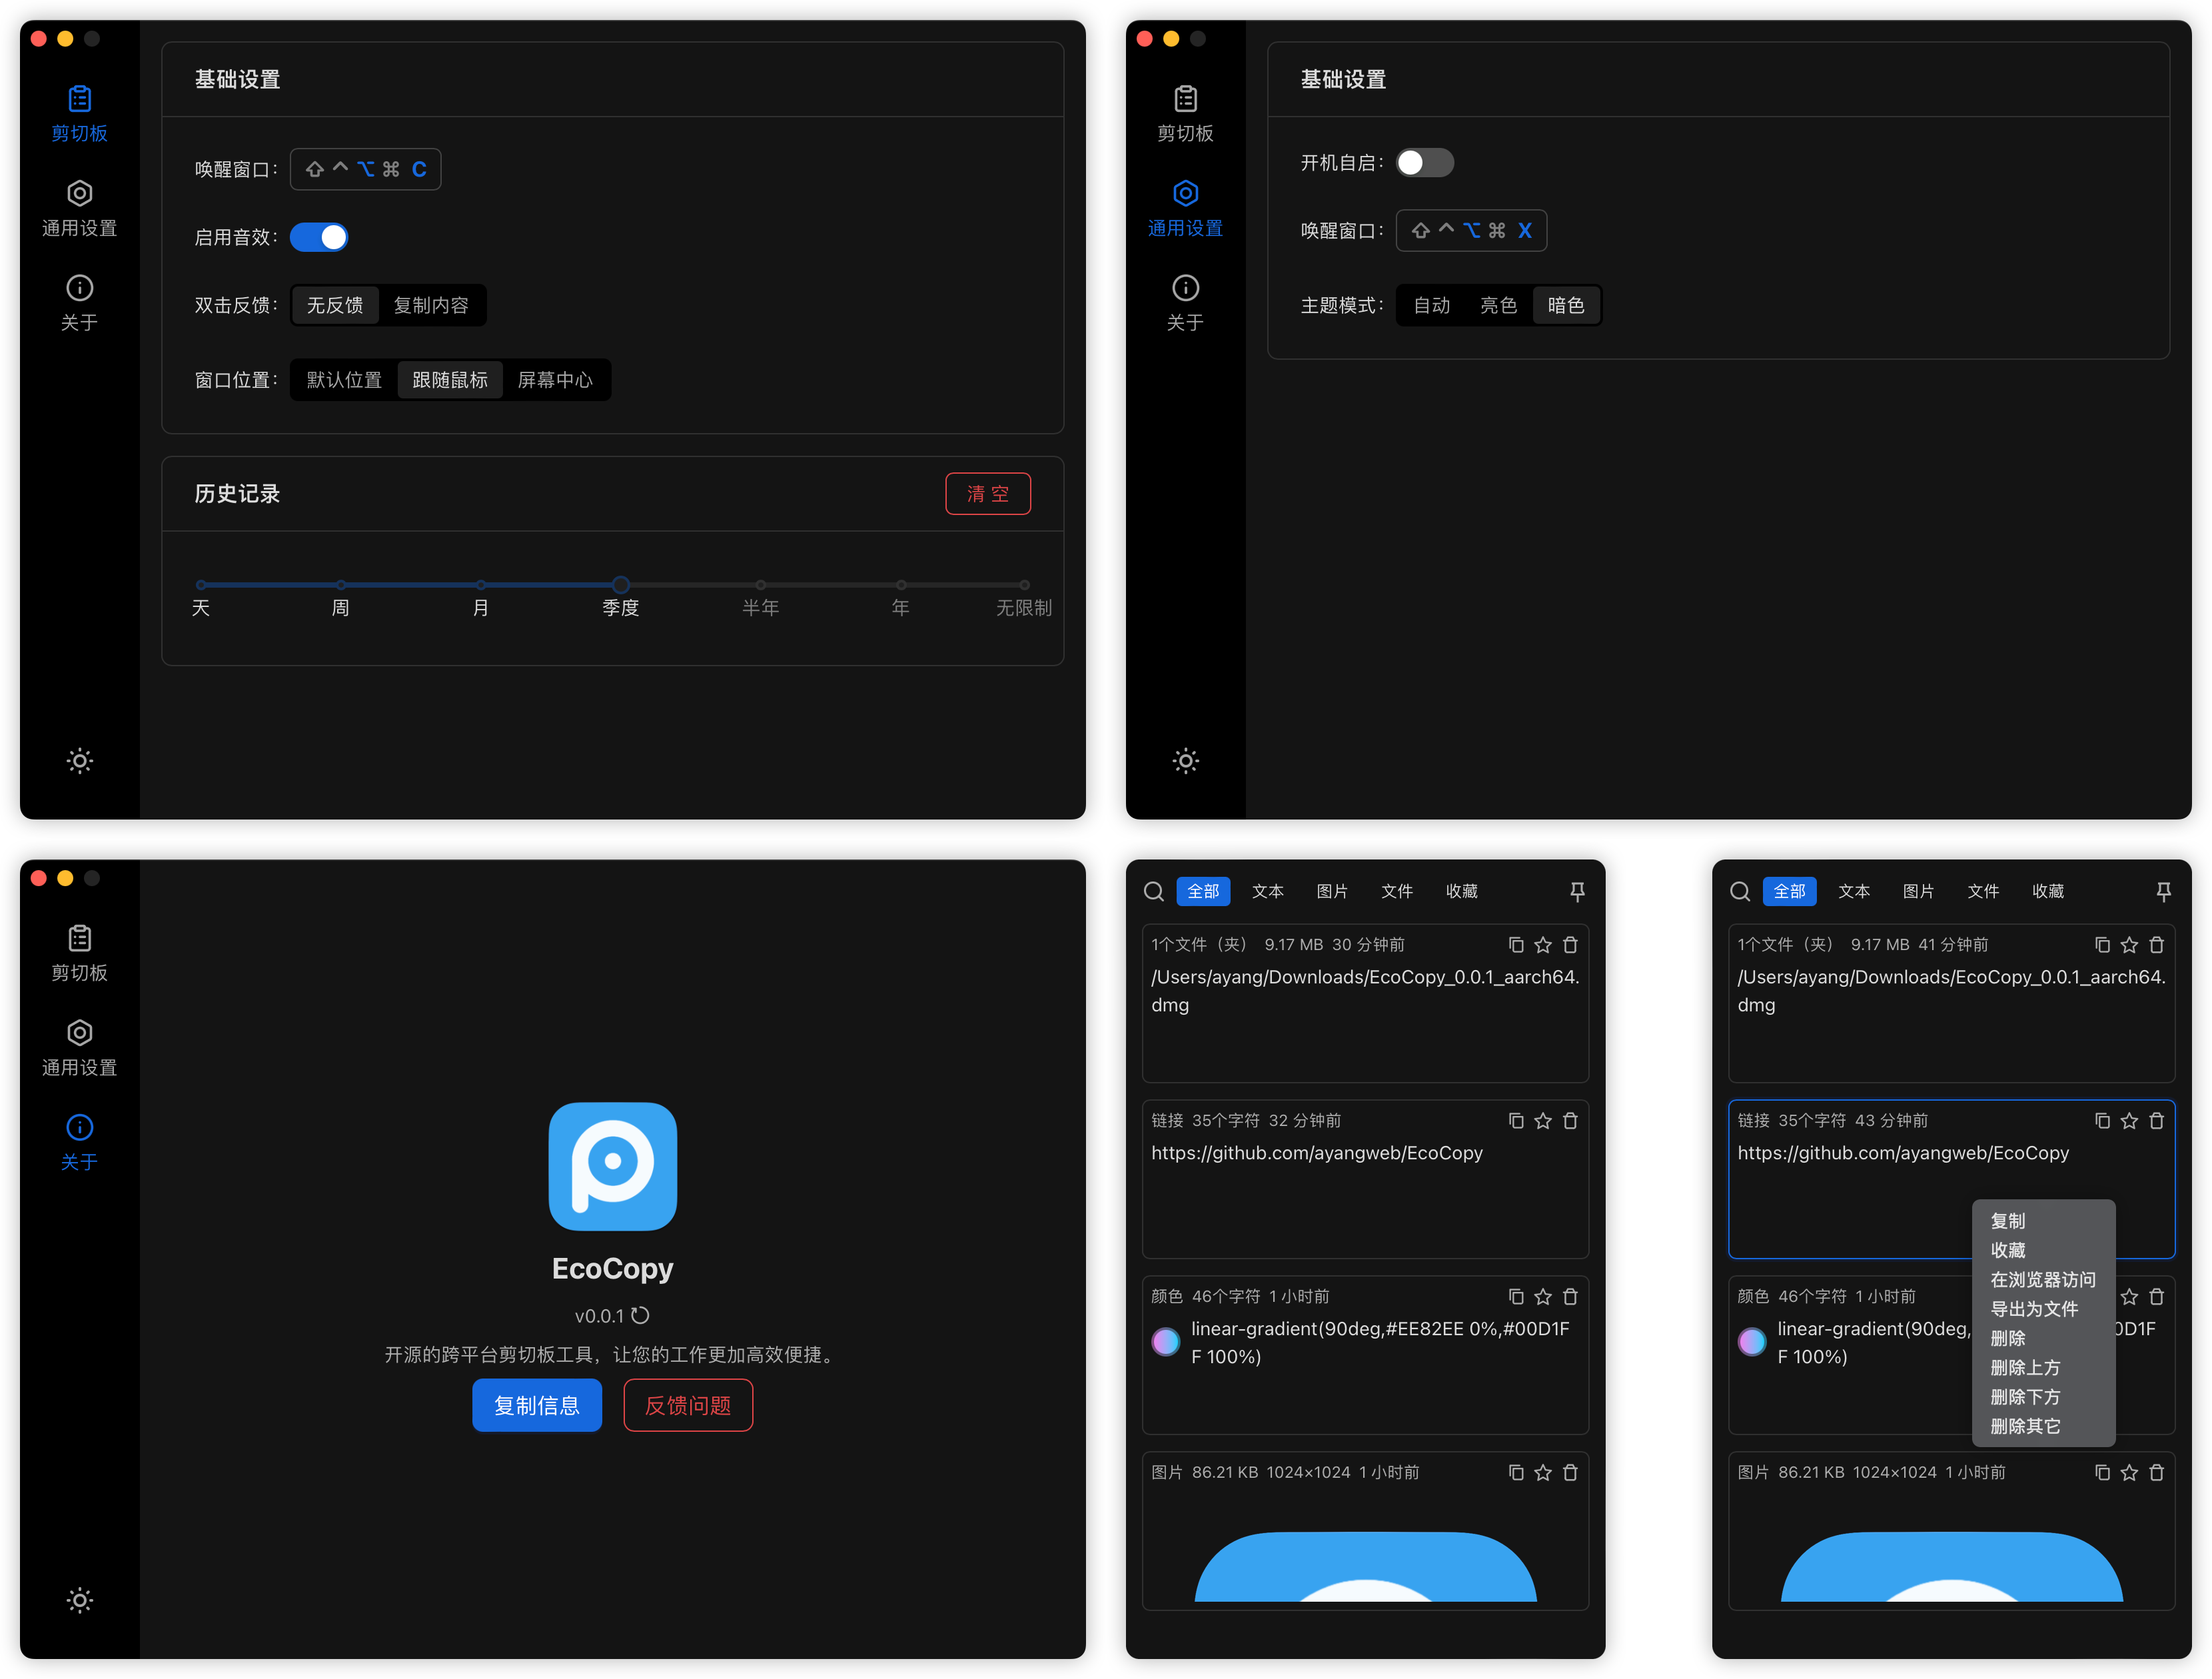 剪切板
通用设置
关于
基础设置
唤醒窗口: ⇧ ⌃ ⌥ ⌘ C
启用音效:
双击反馈: 无反馈 复制内容
窗口位置: 默认位置 跟随鼠标 屏幕中心
历史记录 清 空
天 周 月 季度 半年 年 无限制
剪切板
通用设置
关于
基础设置
开机自启:
唤醒窗口: ⇧ ⌃ ⌥ ⌘ X
主题模式: 自动 亮色 暗色
剪切板
通用设置
关于
EcoCopy
v0.0.1
开源的跨平台剪切板工具，让您的工作更加高效便捷。
复制信息 反馈问题
全部 文本 图片 文件 收藏
1个文件（夹） 9.17 MB 30 分钟前
/Users/ayang/Downloads/EcoCopy_0.0.1_aarch64.
dmg
链接 35个字符 32 分钟前
https://github.com/ayangweb/EcoCopy
颜色 46个字符 1 小时前
linear-gradient(90deg,#EE82EE 0%,#00D1F
F 100%)
图片 86.21 KB 1024×1024 1 小时前
全部 文本 图片 文件 收藏
1个文件（夹） 9.17 MB 41 分钟前
/Users/ayang/Downloads/EcoCopy_0.0.1_aarch64.
dmg
链接 35个字符 43 分钟前
https://github.com/ayangweb/EcoCopy
复制
收藏
在浏览器访问
导出为文件
删除
删除上方
删除下方
删除其它
颜色 46个字符 1 小时前
linear-gradient(90deg, 0D1F
F 100%)
图片 86.21 KB 1024×1024 1 小时前